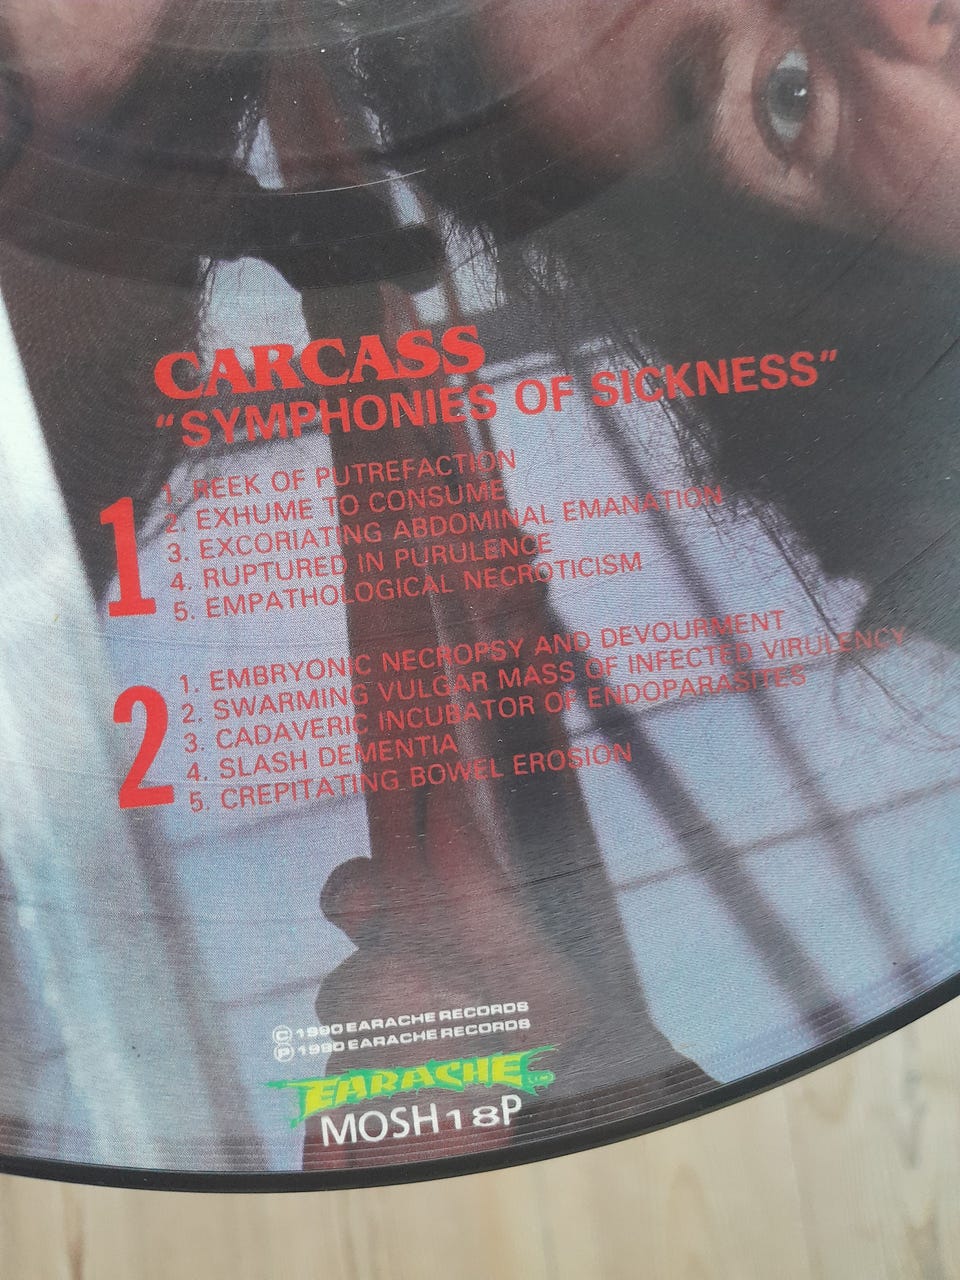 CARCASS
"SYMPHONIES OF SICKNESS"
1
1. REEK OF PUTREFACTION
2. EXHUME TO CONSUME
3. EXCORIATING ABDOMINAL EMANATION
4. RUPTURED IN PURULENCE
5. EMPATHOLOGICAL NECROTICISM
2
1. EMBRYONIC NECROPSY AND DEVOURMENT
2. SWARMING VULGAR MASS OF INFECTED VIRULENCY
3. CADAVERIC INCUBATOR OF ENDOPARASITES
4. SLASH DEMENTIA
5. CREPITATING BOWEL EROSION
© 1990 EARACHE RECORDS
℗ 1990 EARACHE RECORDS
EARACHE
MOSH 18P